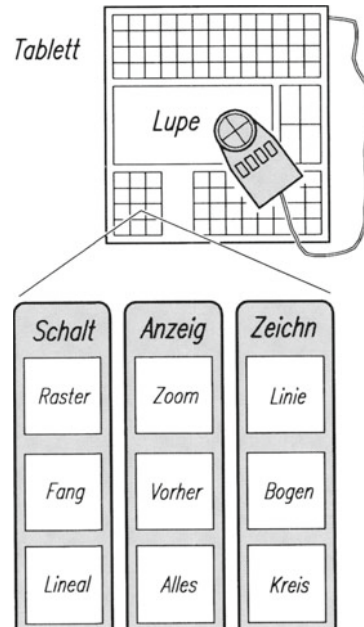 Tablett
Lupe
Schalt Anzeig Zeichn
Raster Zoom Linie
Fang Vorher Bogen
Lineal Alles Kreis